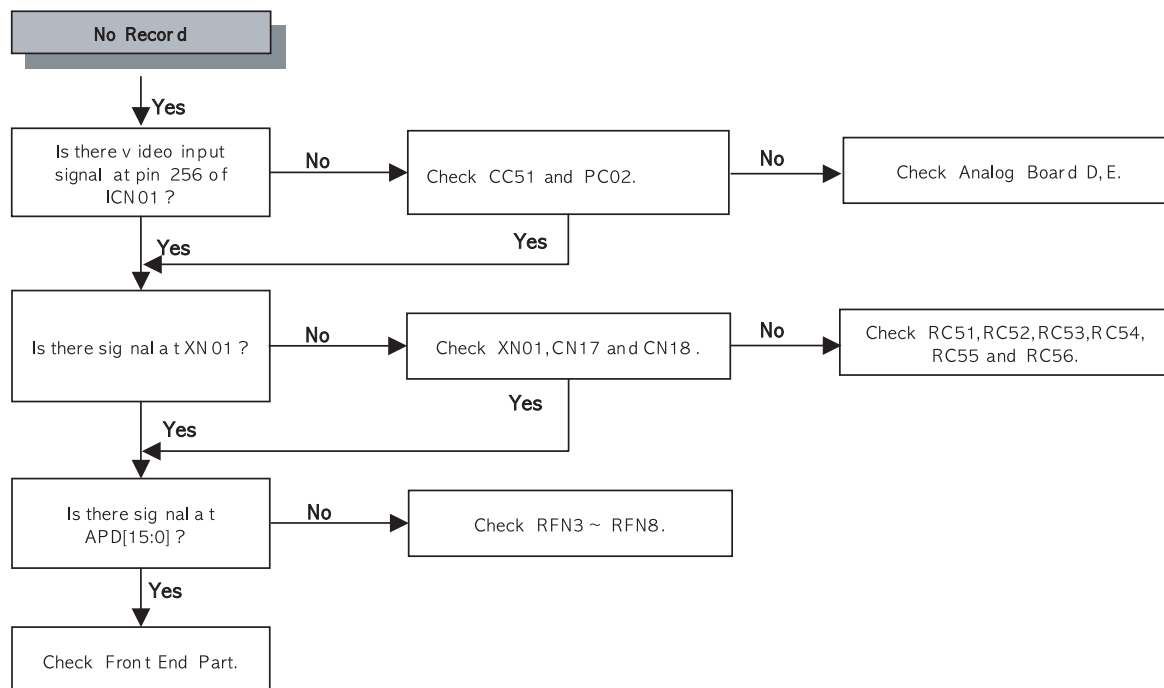 No Record
Yes
Is there video input
signal at pin 256 of
ICN01 ?
No
Check CC51 and PC02.
No
Check Analog Board D,E.
Yes
Yes
Is there signal at XN01 ?
No
Check XN01,CN17 and CN18.
No
Check RC51,RC52,RC53,RC54,
RC55 and RC56.
Yes
Yes
Is there signal at
APD[15:0] ?
No
Check RFN3 ~ RFN8.
Yes
Check Front End Part.